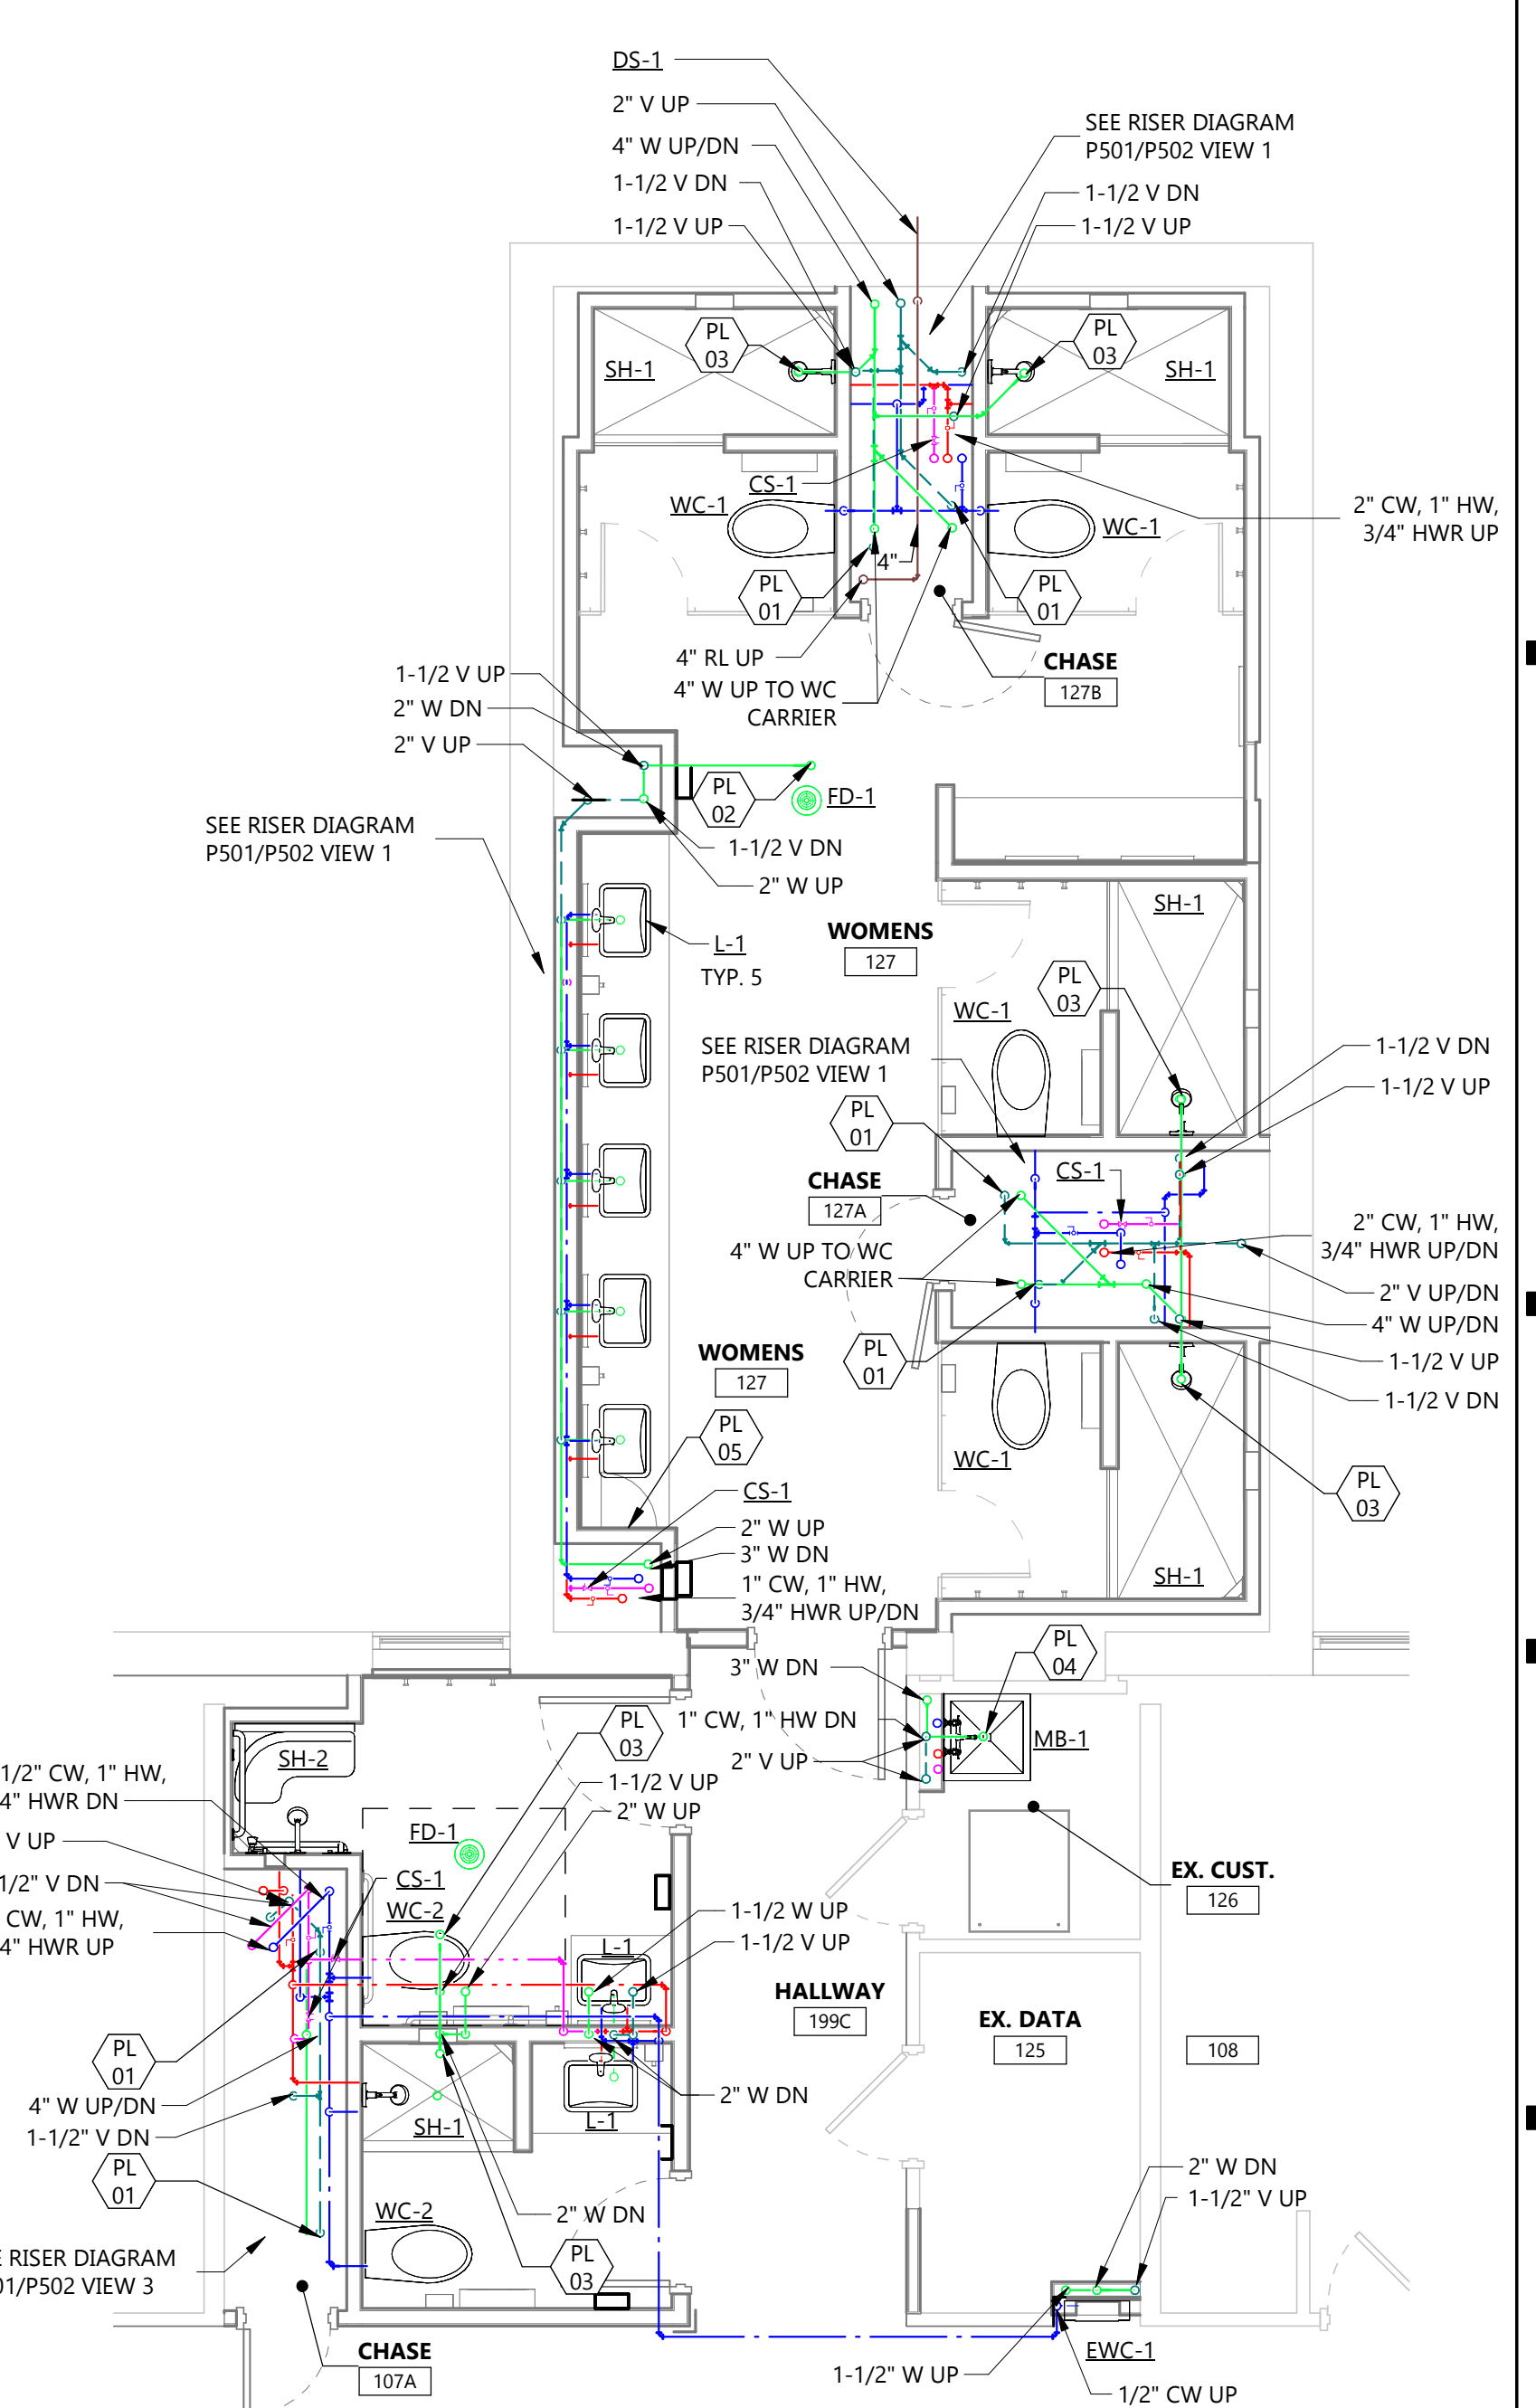 DS-1
2" V UP
4" W UP/DN
1-1/2 V DN
1-1/2 V UP
SEE RISER DIAGRAM
P501/P502 VIEW 1
1-1/2 V DN
1-1/2 V UP
PL
03
PL
03
SH-1
SH-1
CS-1
WC-1
WC-1
2" CW, 1" HW,
3/4" HWR UP
4"
PL
01
PL
01
4" RL UP
4" W UP TO WC
CARRIER
CHASE
127B
1-1/2 V UP
2" W DN
2" V UP
PL
02
FD-1
SEE RISER DIAGRAM
P501/P502 VIEW 1
1-1/2 V DN
2" W UP
SH-1
L-1
TYP. 5
WOMENS
127
PL
03
WC-1
SEE RISER DIAGRAM
P501/P502 VIEW 1
1-1/2 V DN
1-1/2 V UP
PL
01
CS-1
CHASE
127A
2" CW, 1" HW,
3/4" HWR UP/DN
4" W UP TO WC
CARRIER
2" V UP/DN
4" W UP/DN
1-1/2 V UP
1-1/2 V DN
PL
01
WOMENS
127
PL
05
WC-1
PL
03
CS-1
2" W UP
3" W DN
1" CW, 1" HW,
3/4" HWR UP/DN
SH-1
PL
04
3" W DN
1" CW, 1" HW DN
2" V UP
MB-1
PL
03
SH-2
1/2" CW, 1" HW,
4" HWR DN
V UP
1/2" V DN
CW, 1" HW,
4" HWR UP
1-1/2 V UP
2" W UP
FD-1
CS-1
WC-2
EX. CUST.
126
1-1/2 W UP
1-1/2 V UP
L-1
HALLWAY
199C
EX. DATA
125
108
PL
01
4" W UP/DN
1-1/2" V DN
PL
01
SH-1
L-1
2" W DN
WC-2
2" W DN
PL
03
2" W DN
1-1/2" V UP
RISER DIAGRAM
01/P502 VIEW 3
CHASE
107A
EWC-1
1-1/2" W UP
1/2" CW UP